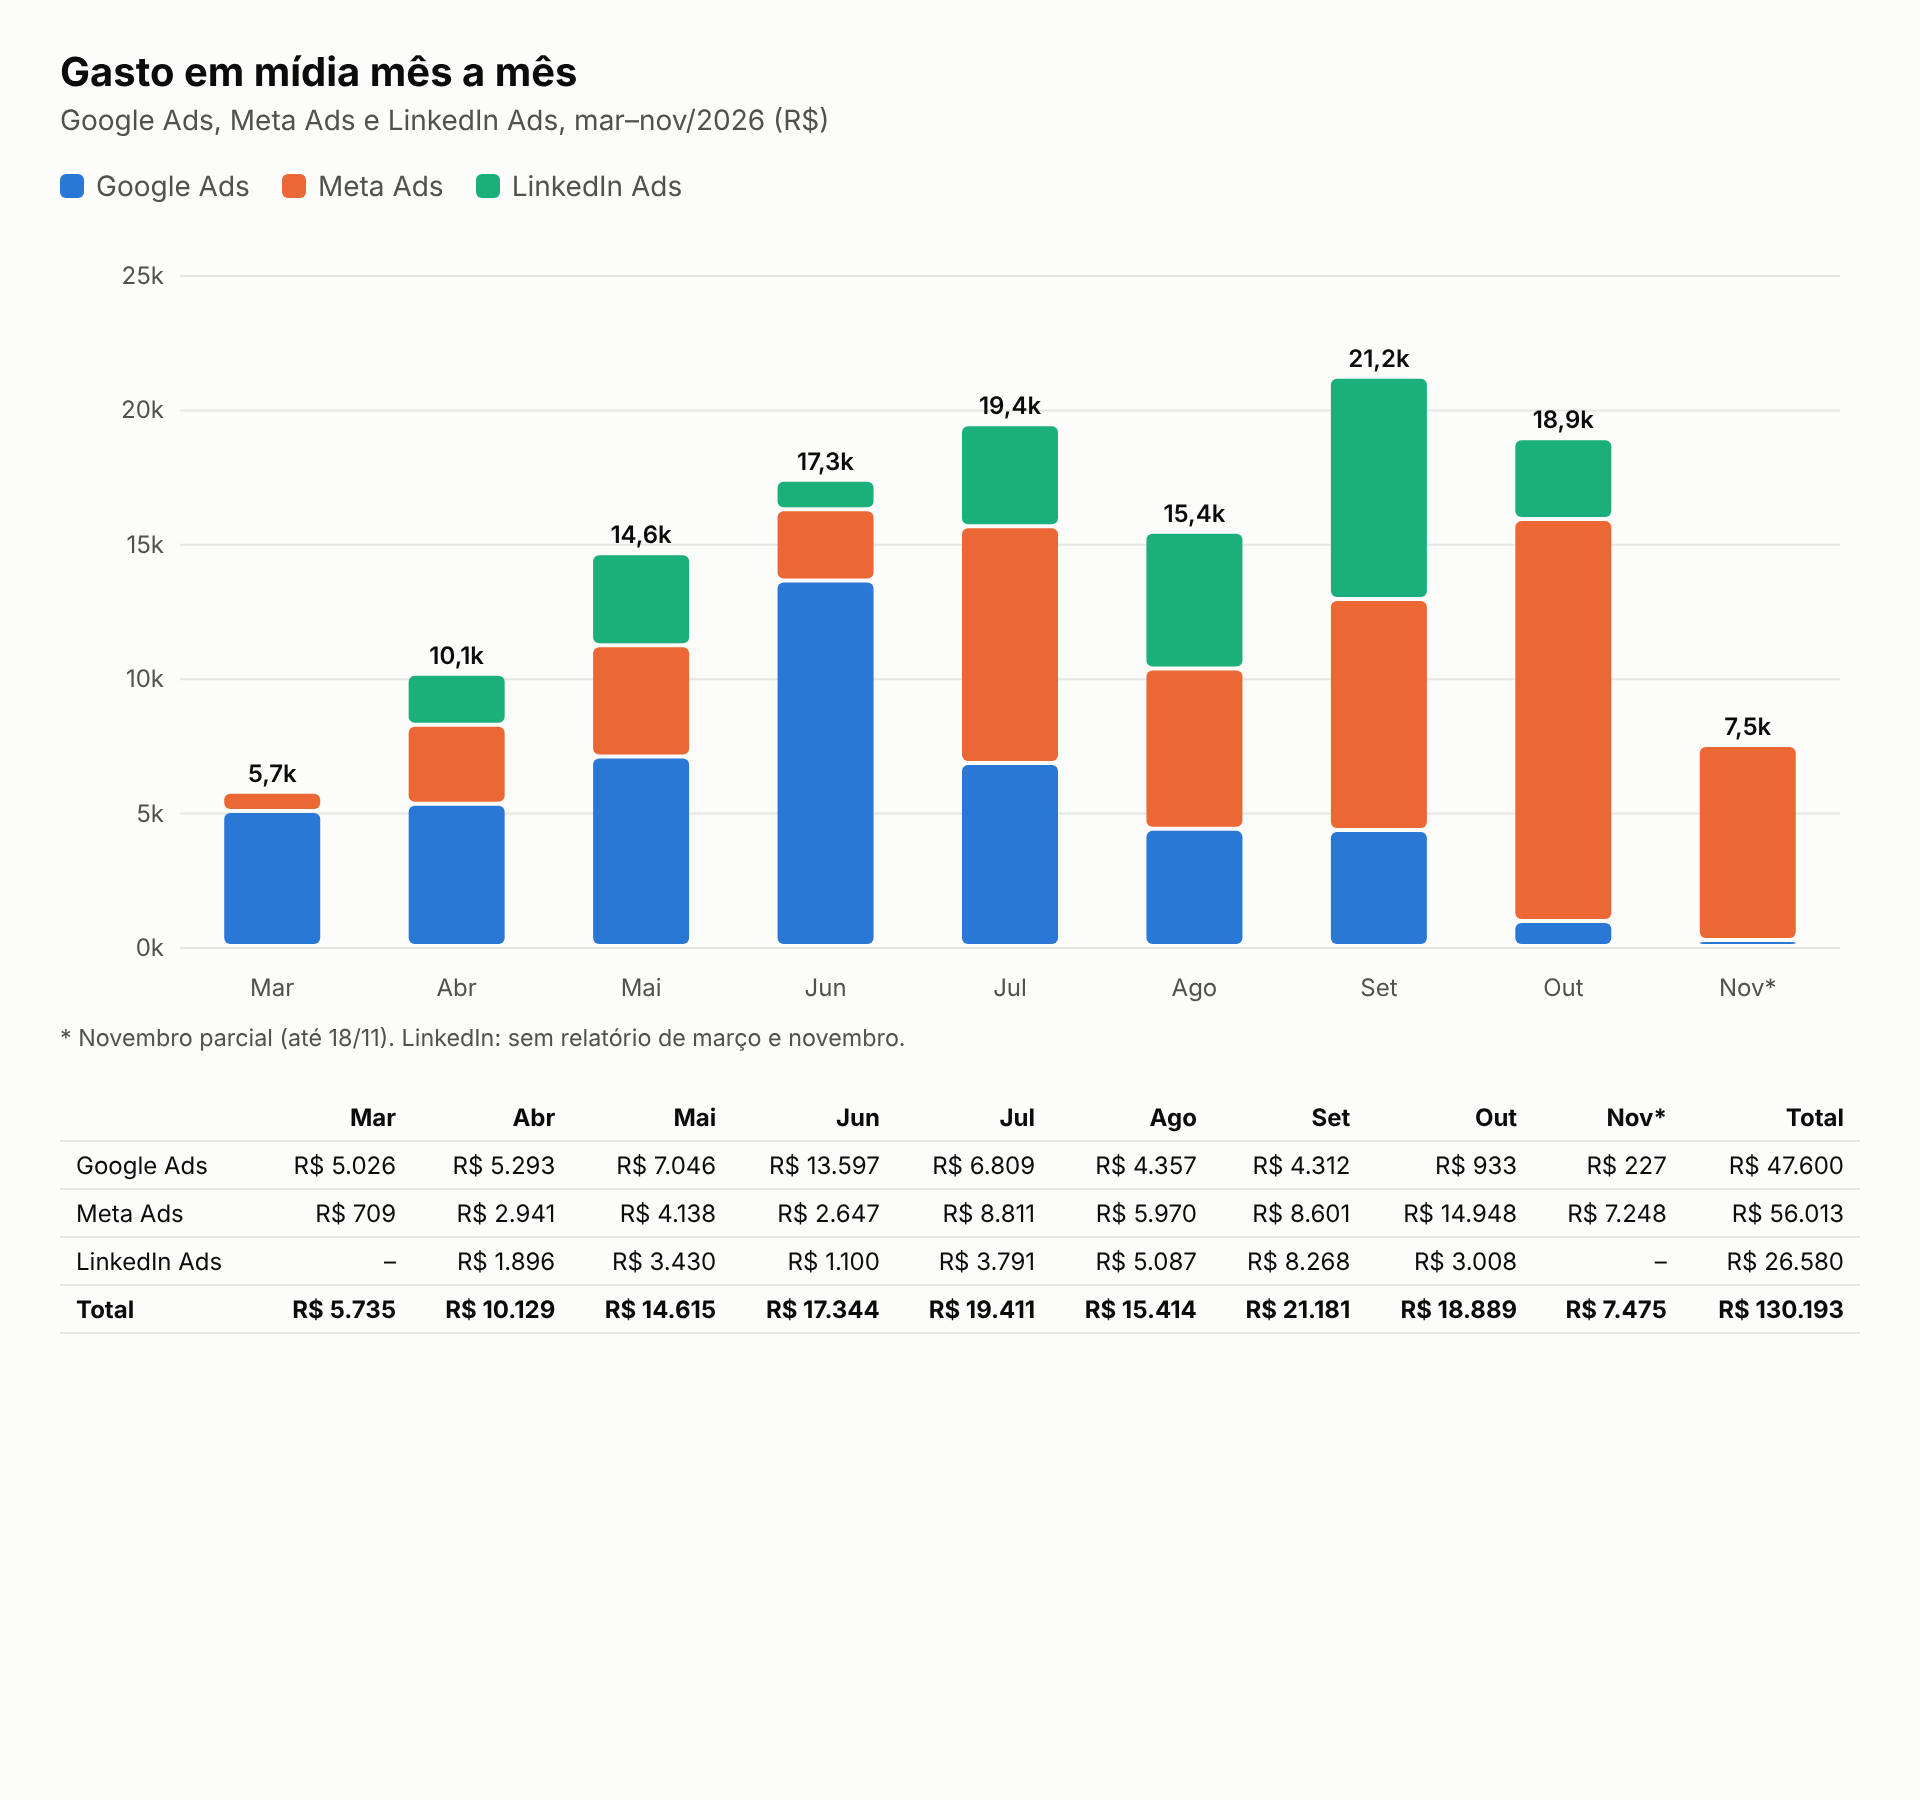 Gasto em mídia mês a mês
Google Ads, Meta Ads e LinkedIn Ads, mar–nov/2026 (R$)
Google Ads Meta Ads LinkedIn Ads
25k
20k
15k
10k
5k
0k
5,7k
10,1k
14,6k
17,3k
19,4k
15,4k
21,2k
18,9k
7,5k
Mar Abr Mai Jun Jul Ago Set Out Nov*
* Novembro parcial (até 18/11). LinkedIn: sem relatório de março e novembro.
Mar Abr Mai Jun Jul Ago Set Out Nov* Total
Google Ads R$ 5.026 R$ 5.293 R$ 7.046 R$ 13.597 R$ 6.809 R$ 4.357 R$ 4.312 R$ 933 R$ 227 R$ 47.600
Meta Ads R$ 709 R$ 2.941 R$ 4.138 R$ 2.647 R$ 8.811 R$ 5.970 R$ 8.601 R$ 14.948 R$ 7.248 R$ 56.013
LinkedIn Ads – R$ 1.896 R$ 3.430 R$ 1.100 R$ 3.791 R$ 5.087 R$ 8.268 R$ 3.008 – R$ 26.580
Total R$ 5.735 R$ 10.129 R$ 14.615 R$ 17.344 R$ 19.411 R$ 15.414 R$ 21.181 R$ 18.889 R$ 7.475 R$ 130.193